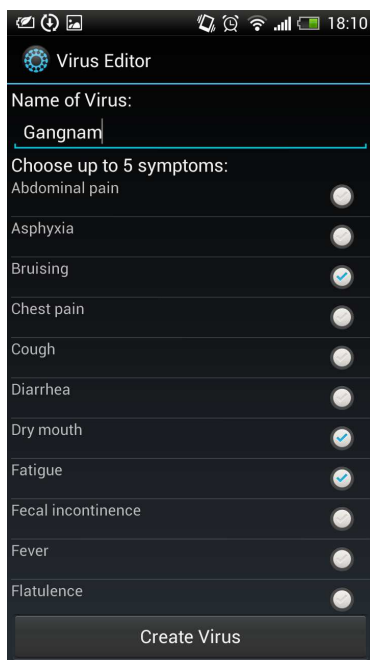 18:10
Virus Editor
Name of Virus:
Gangnam
Choose up to 5 symptoms:
Abdominal pain
Asphyxia
Bruising
Chest pain
Cough
Diarrhea
Dry mouth
Fatigue
Fecal incontinence
Fever
Flatulence
Create Virus